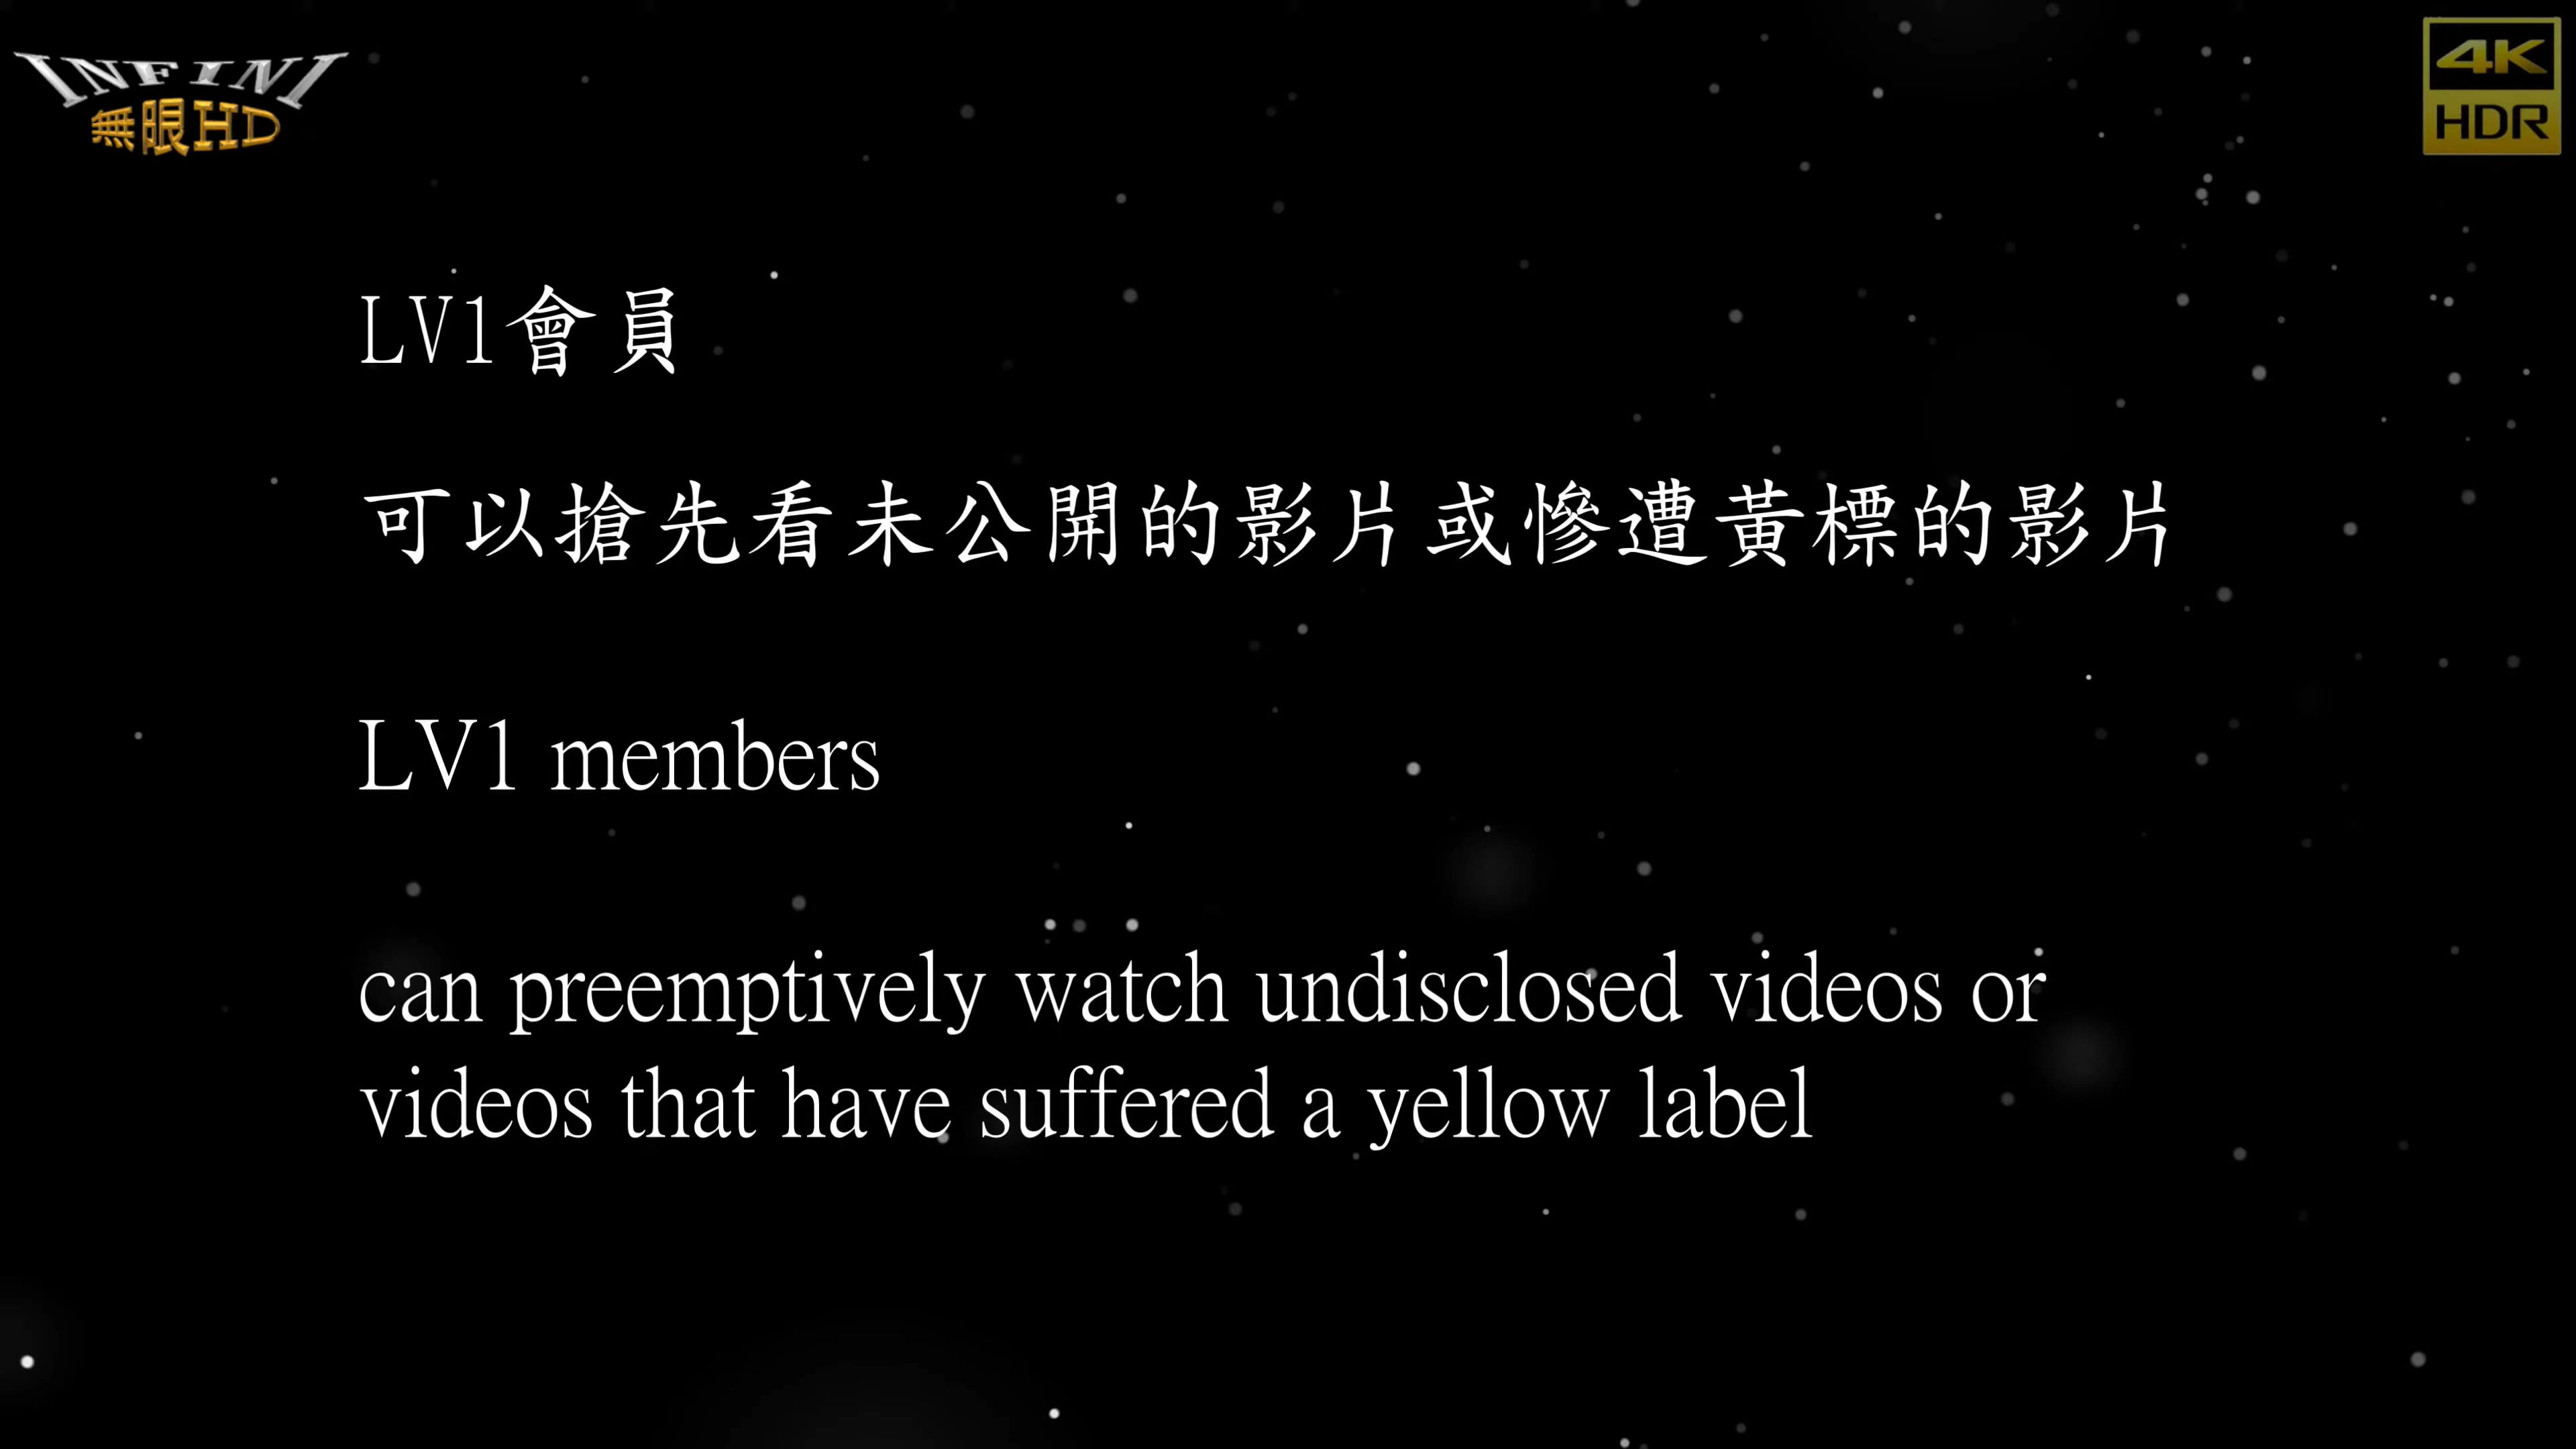 INFINI
無眼HD
4K
HDR
LV1會員
可以搶先看未公開的影片或慘遭黃標的影片
LV1 members
can preemptively watch undisclosed videos or
videos that have suffered a yellow label